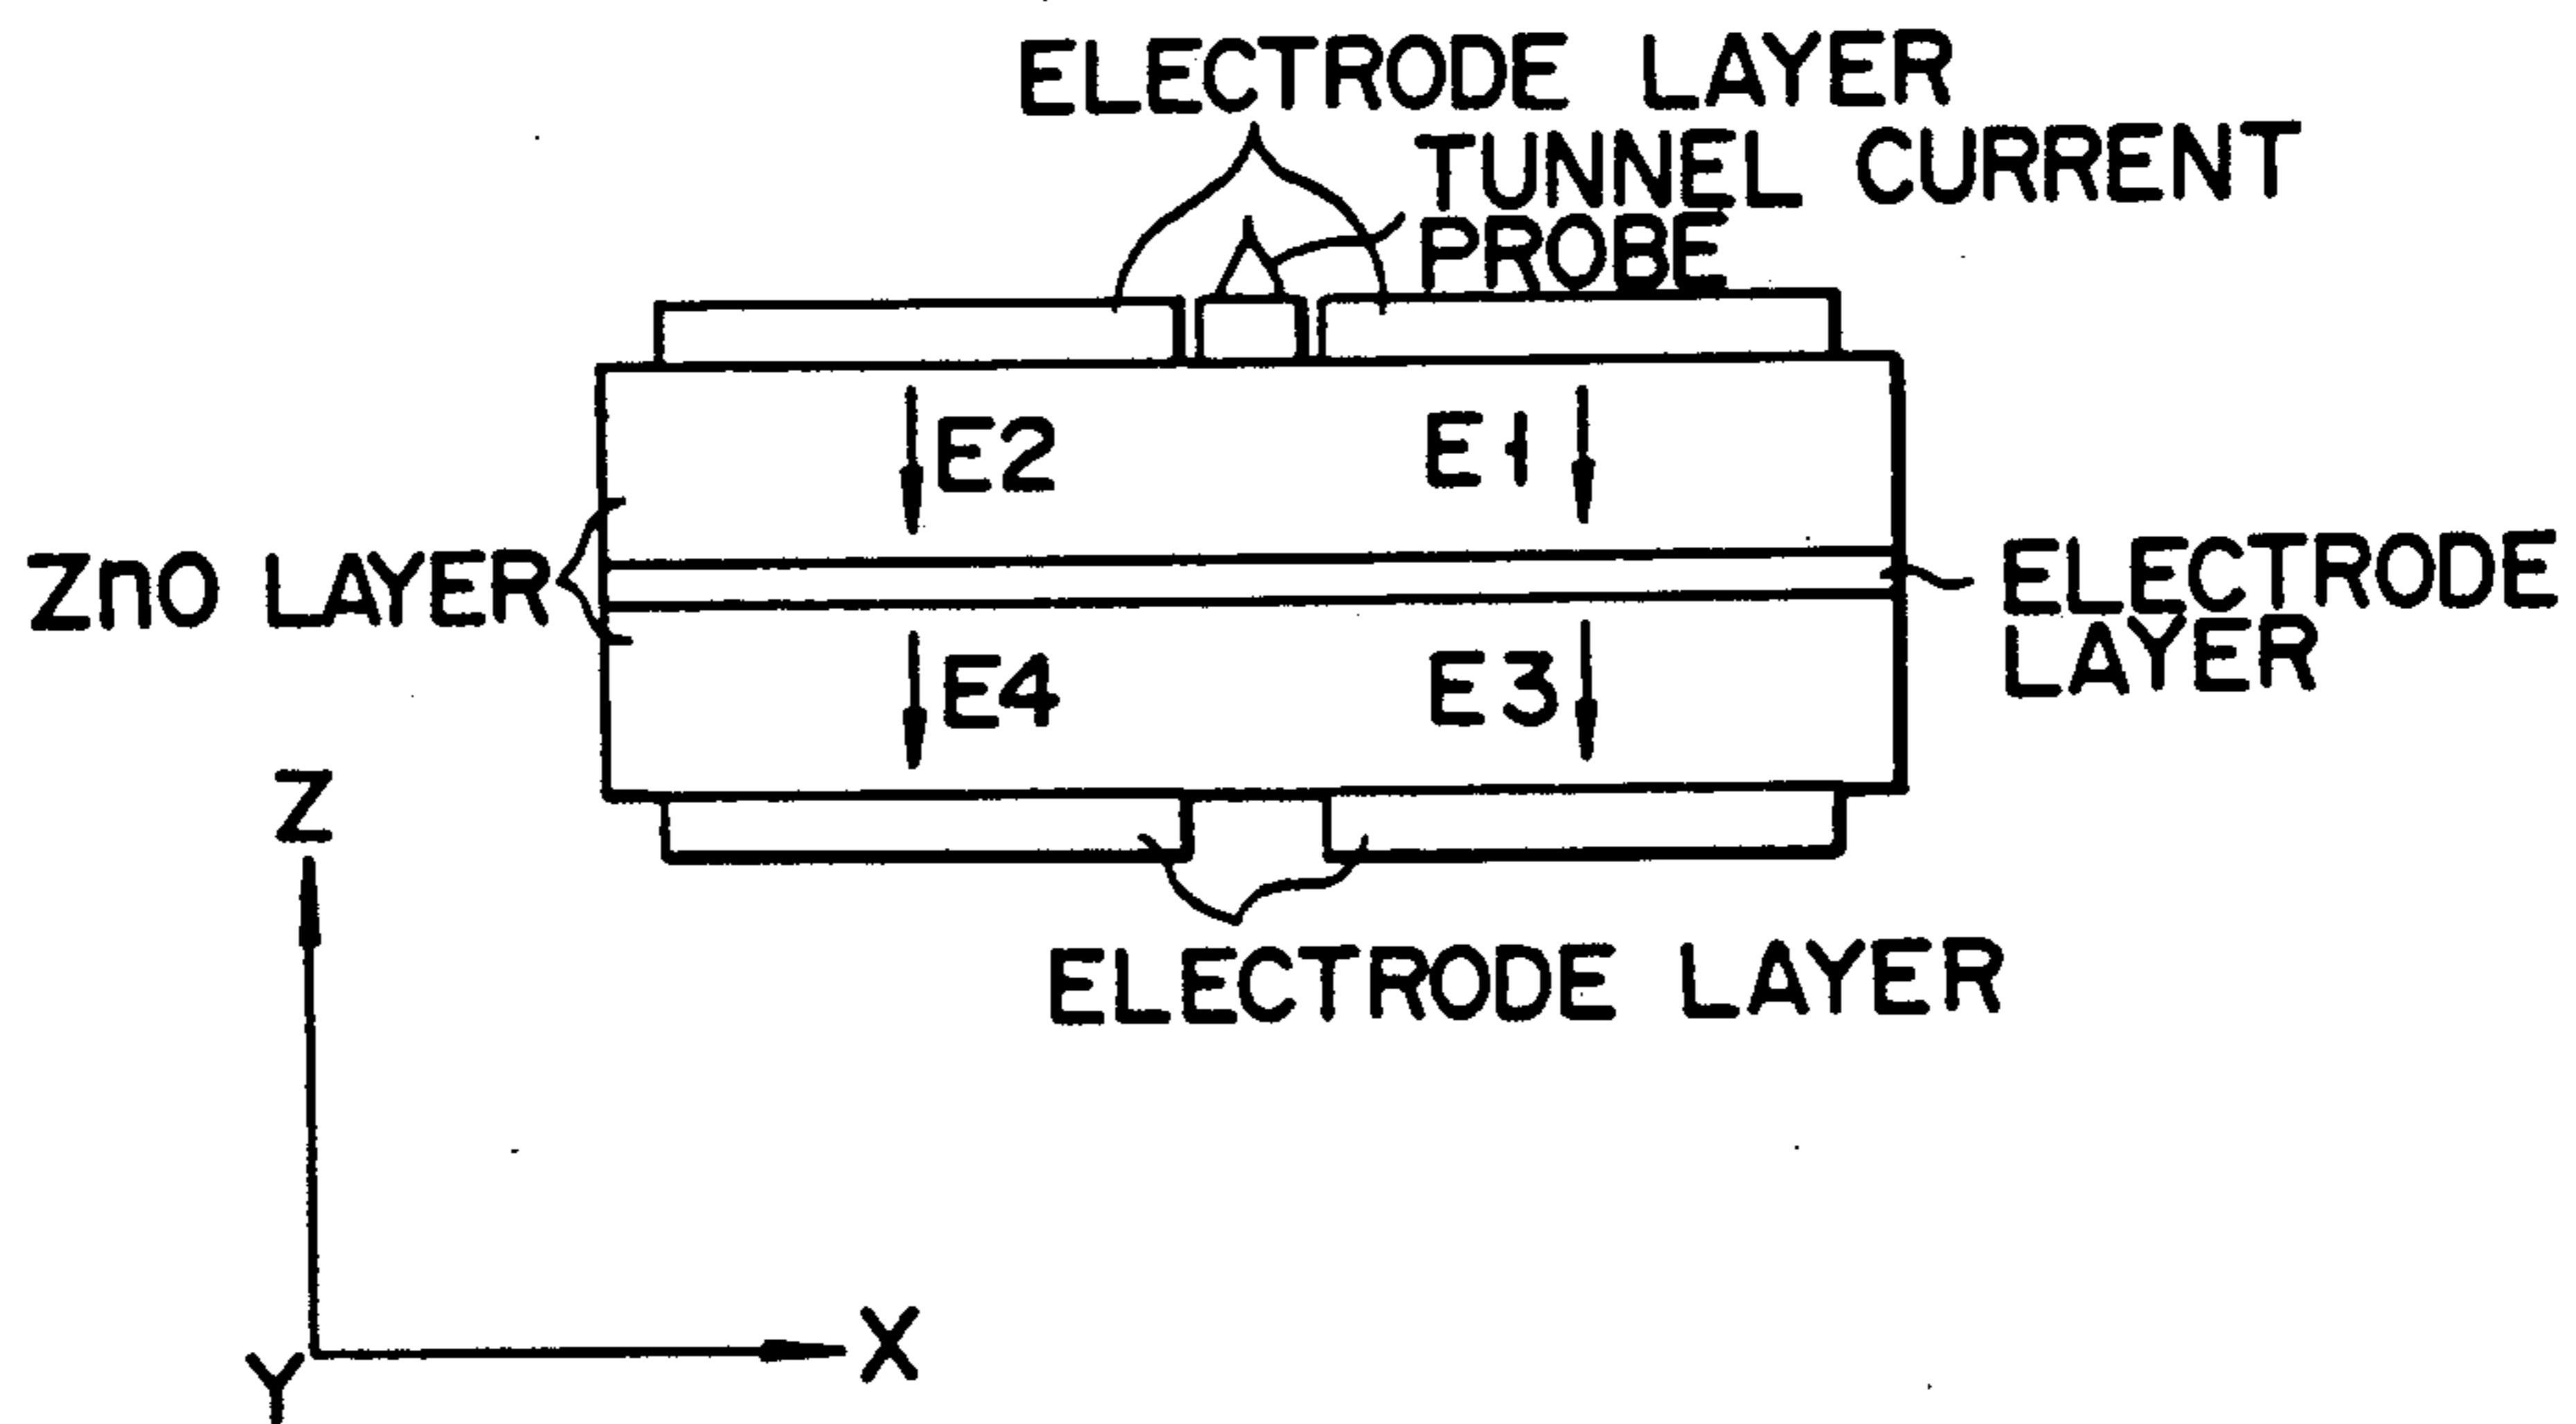 ELECTRODE LAYER
TUNNEL CURRENT
PROBE
E2
E1
ZnO LAYER
ELECTRODE
LAYER
E4
E3
ELECTRODE LAYER
Z
X
Y